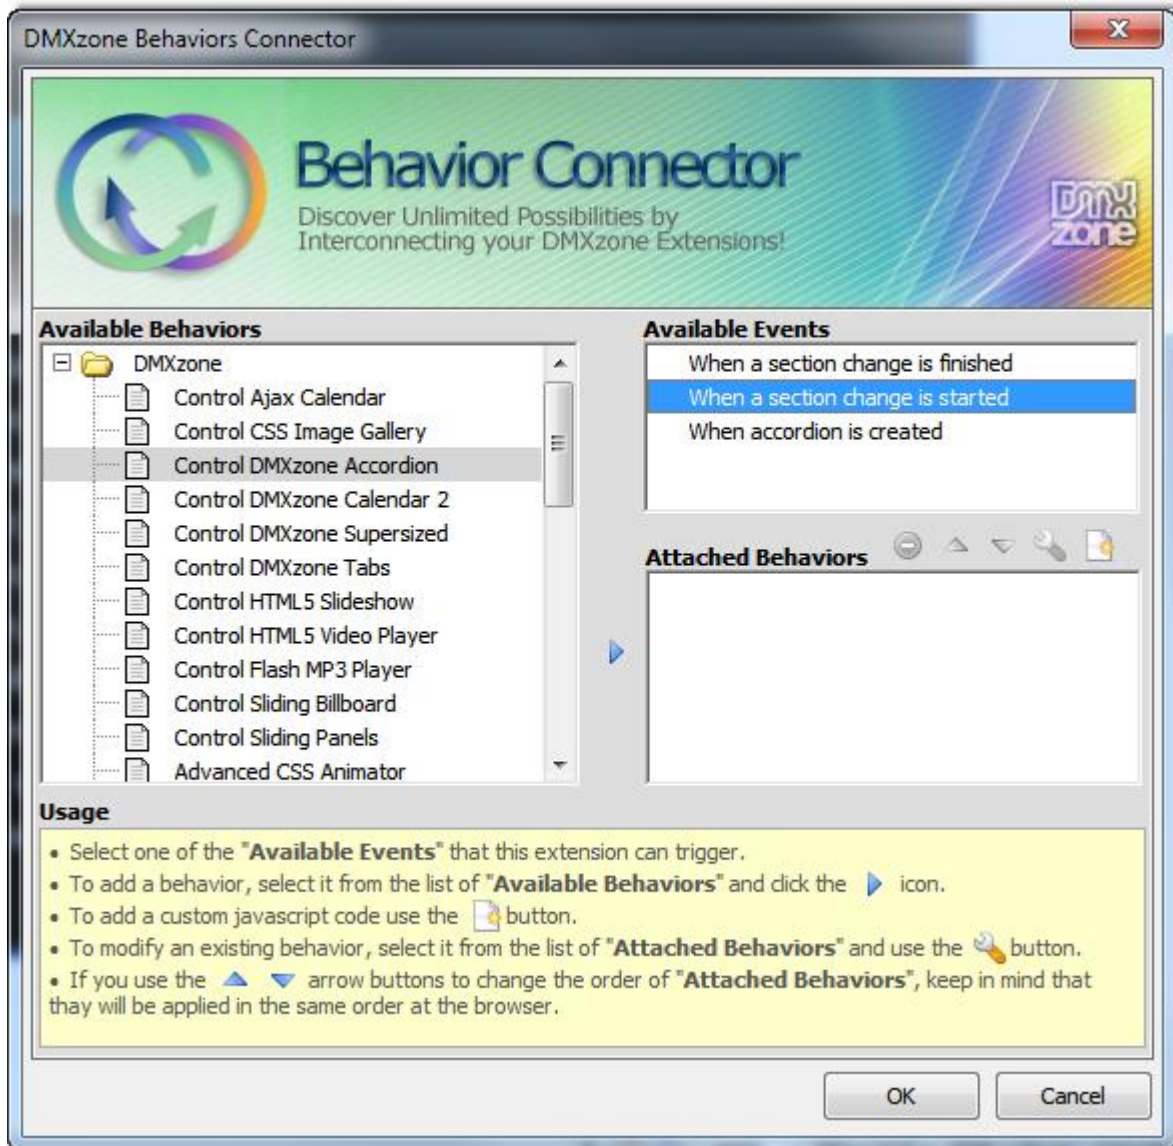 DMXzone Behaviors Connector
Behavior Connector
Discover Unlimited Possibilities by
Interconnecting your DMXzone Extensions!
DMX
zone
Available Behaviors
DMXzone
Control Ajax Calendar
Control CSS Image Gallery
Control DMXzone Accordion
Control DMXzone Calendar 2
Control DMXzone Supersized
Control DMXzone Tabs
Control HTML5 Slideshow
Control HTML5 Video Player
Control Flash MP3 Player
Control Sliding Billboard
Control Sliding Panels
Advanced CSS Animator
Available Events
When a section change is finished
When a section change is started
When accordion is created
Attached Behaviors
Usage
• Select one of the "Available Events" that this extension can trigger.
• To add a behavior, select it from the list of "Available Behaviors" and click the icon.
• To add a custom javascript code use the button.
• To modify an existing behavior, select it from the list of "Attached Behaviors" and use the button.
• If you use the arrow buttons to change the order of "Attached Behaviors", keep in mind that
thay will be applied in the same order at the browser.
OK
Cancel